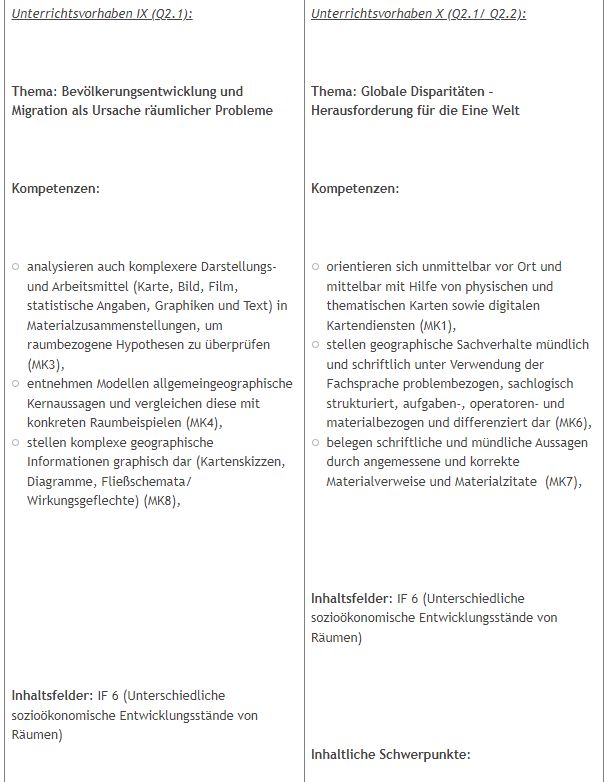 Unterrichtsvorhaben IX (Q2.1):
Thema: Bevölkerungsentwicklung und
Migration als Ursache räumlicher Probleme
Kompetenzen:
analysieren auch komplexere Darstellungs-
und Arbeitsmittel (Karte, Bild, Film,
statistische Angaben, Graphiken und Text) in
Materialzusammenstellungen, um
raumbezogene Hypothesen zu überprüfen
(MK3),
entnehmen Modellen allgemeingeographische
Kernaussagen und vergleichen diese mit
konkreten Raumbeispielen (MK4),
stellen komplexe geographische
Informationen graphisch dar (Kartenskizzen,
Diagramme, Fließschemata/
Wirkungsgeflechte) (MK8),
Inhaltsfelder: IF 6 (Unterschiedliche
sozioökonomische Entwicklungsstände von
Räumen)
Unterrichtsvorhaben X (Q2.1/ Q2.2):
Thema: Globale Disparitäten –
Herausforderung für die Eine Welt
Kompetenzen:
orientieren sich unmittelbar vor Ort und
mittelbar mit Hilfe von physischen und
thematischen Karten sowie digitalen
Kartendiensten (MK1),
stellen geographische Sachverhalte mündlich
und schriftlich unter Verwendung der
Fachsprache problembezogen, sachlogisch
strukturiert, aufgaben-, operatoren- und
materialbezogen und differenziert dar (MK6),
belegen schriftliche und mündliche Aussagen
durch angemessene und korrekte
Materialverweise und Materialzitate (MK7),
Inhaltsfelder: IF 6 (Unterschiedliche
sozioökonomische Entwicklungsstände von
Räumen)
Inhaltliche Schwerpunkte: